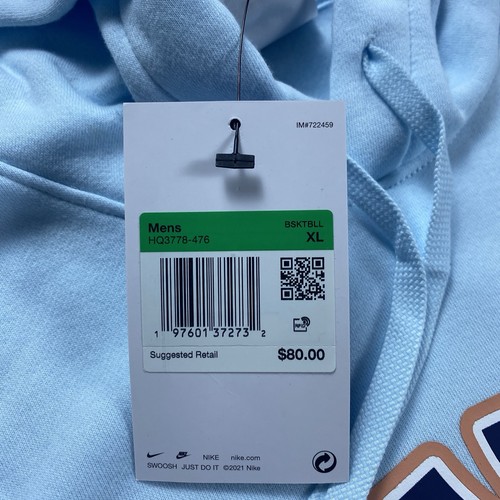 IM#722459
Mens BSKTBLL
HQ3778-476 XL
1 97601 37273 2
Suggested Retail $80.00
NIKE nike.com
SWOOSH JUST DO IT ©2021 Nike